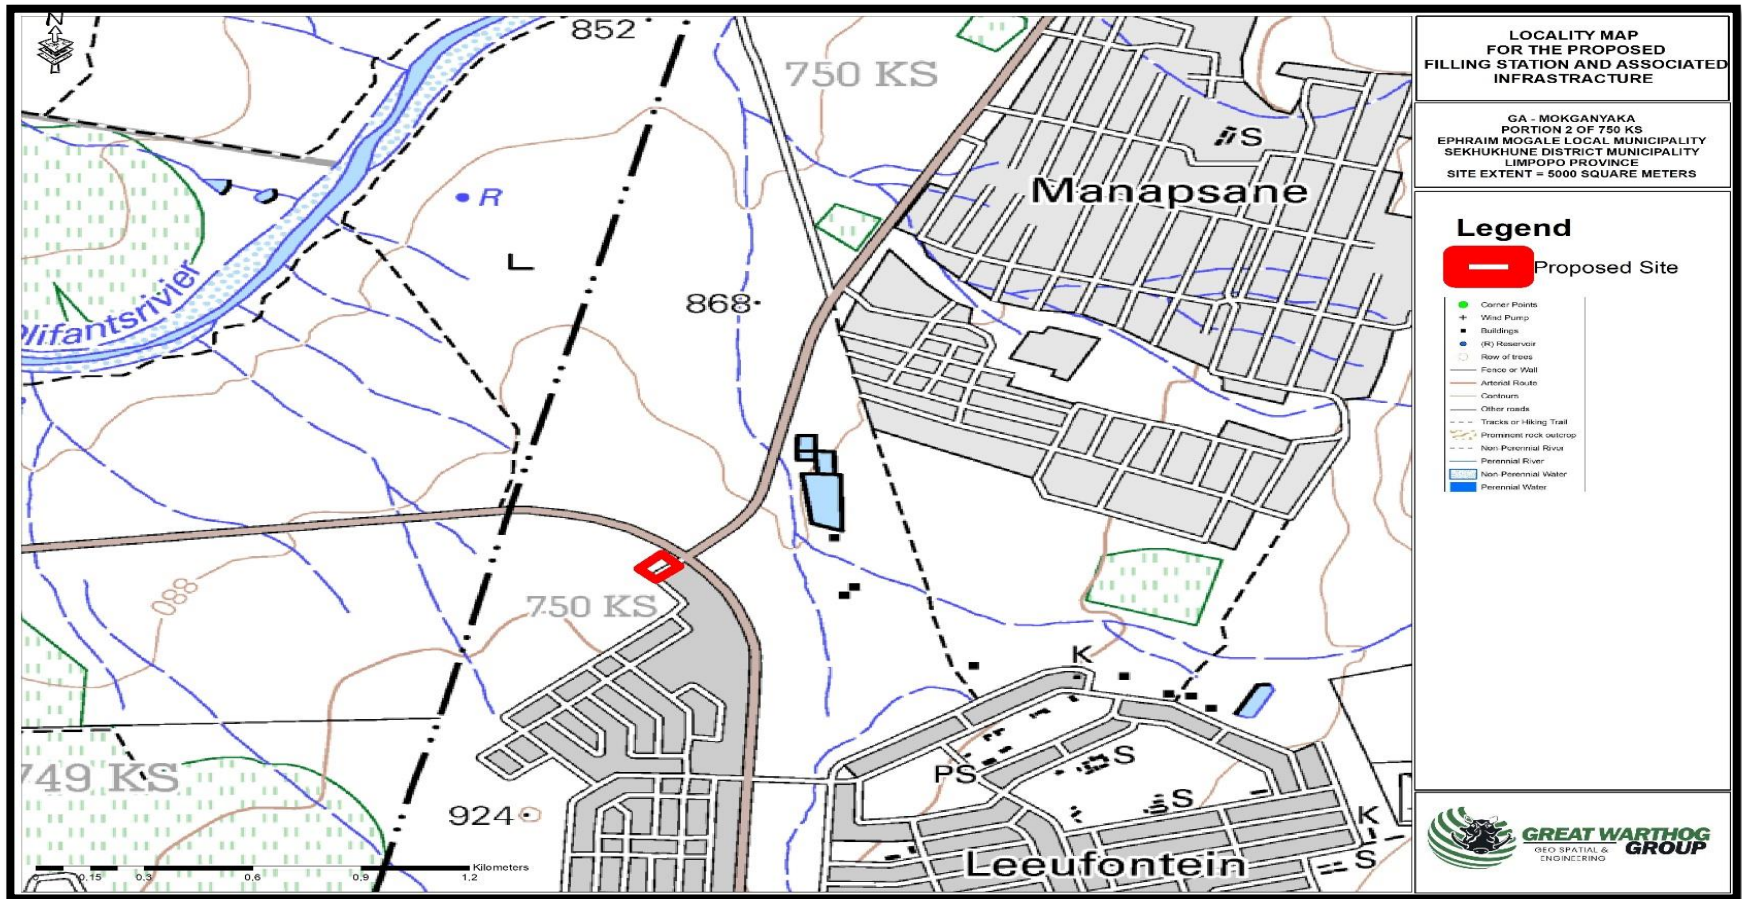 N
852
750 KS
S
Manapsane
R
868
lifantsrivier
880
750 KS
K
749 KS
PS
S
S
924
K
S
Leeufontein
Kilometers
0.15
0.3
0.6
0.9
1.2
LOCALITY MAP
FOR THE PROPOSED
FILLING STATION AND ASSOCIATED
INFRASTRACTURE
GA - MOKGANYAKA
PORTION 2 OF 750 KS
EPHRAIM MOGALE LOCAL MUNICIPALITY
SEKHUKHUNE DISTRICT MUNICIPALITY
LIMPOPO PROVINCE
SITE EXTENT = 5000 SQUARE METERS
Legend
Proposed Site
Corner Points
Wind Pump
Buildings
(R) Reservoir
Row of trees
Fence or Wall
Arterial Route
Contours
Other roads
Tracks or Hiking Trail
Prominent rock outcrop
Non-Perennial River
Perennial River
Non-Perennial Water
Perennial Water
GREAT WARTHOG
GROUP
GEO SPATIAL &
ENGINEERING